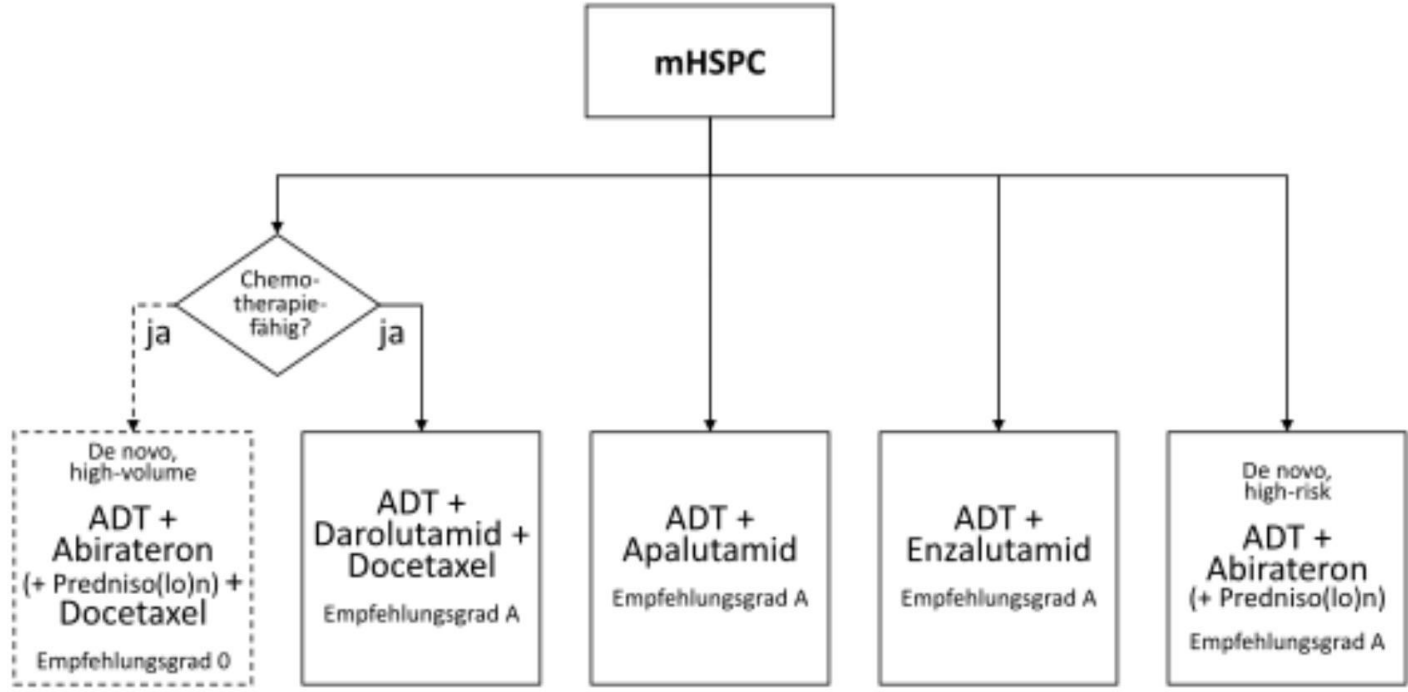 mHSPC
Chemo-
therapie-
fähig?
ja
ja
De novo,
high-volume
ADT +
Abirateron
(+ Predniso(lo)n) +
Docetaxel
Empfehlungsgrad 0
ADT +
Darolutamid +
Docetaxel
Empfehlungsgrad A
ADT +
Apalutamid
Empfehlungsgrad A
ADT +
Enzalutamid
Empfehlungsgrad A
De novo,
high-risk
ADT +
Abirateron
(+ Predniso(lo)n)
Empfehlungsgrad A